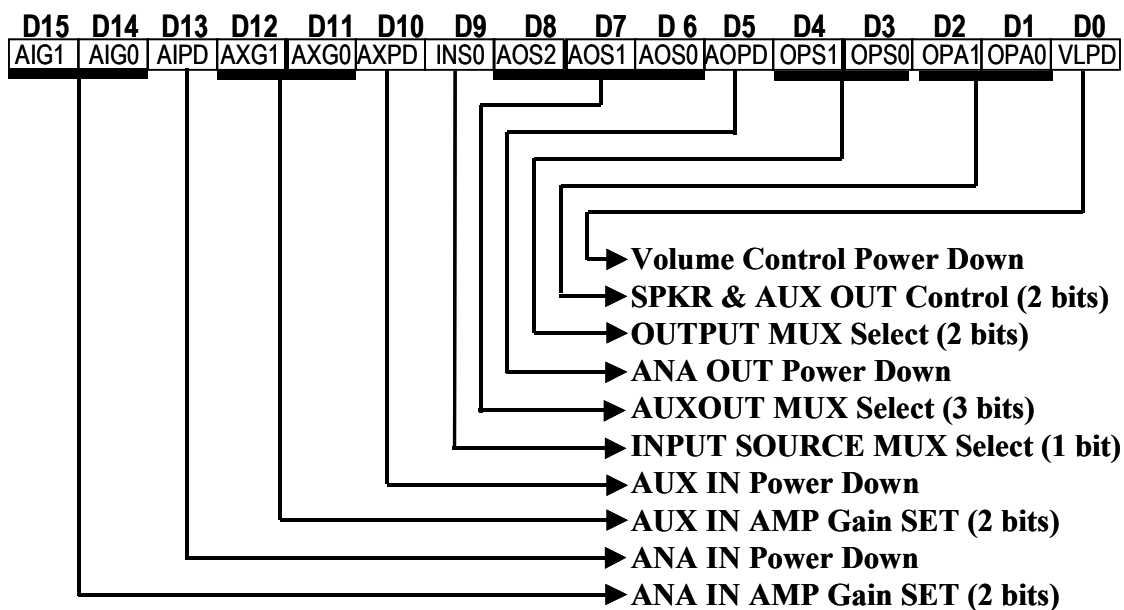 D15 D14 D13 D12 D11 D10 D9 D8 D7 D 6 D5 D4 D3 D2 D1 D0
AIG1 AIG0 AIPD AXG1 AXG0 AXPD INS0 AOS2 AOS1 AOS0 AOPD OPS1 OPS0 OPA1 OPA0 VLPD
Volume Control Power Down
SPKR & AUX OUT Control (2 bits)
OUTPUT MUX Select (2 bits)
ANA OUT Power Down
AUXOUT MUX Select (3 bits)
INPUT SOURCE MUX Select (1 bit)
AUX IN Power Down
AUX IN AMP Gain SET (2 bits)
ANA IN Power Down
ANA IN AMP Gain SET (2 bits)